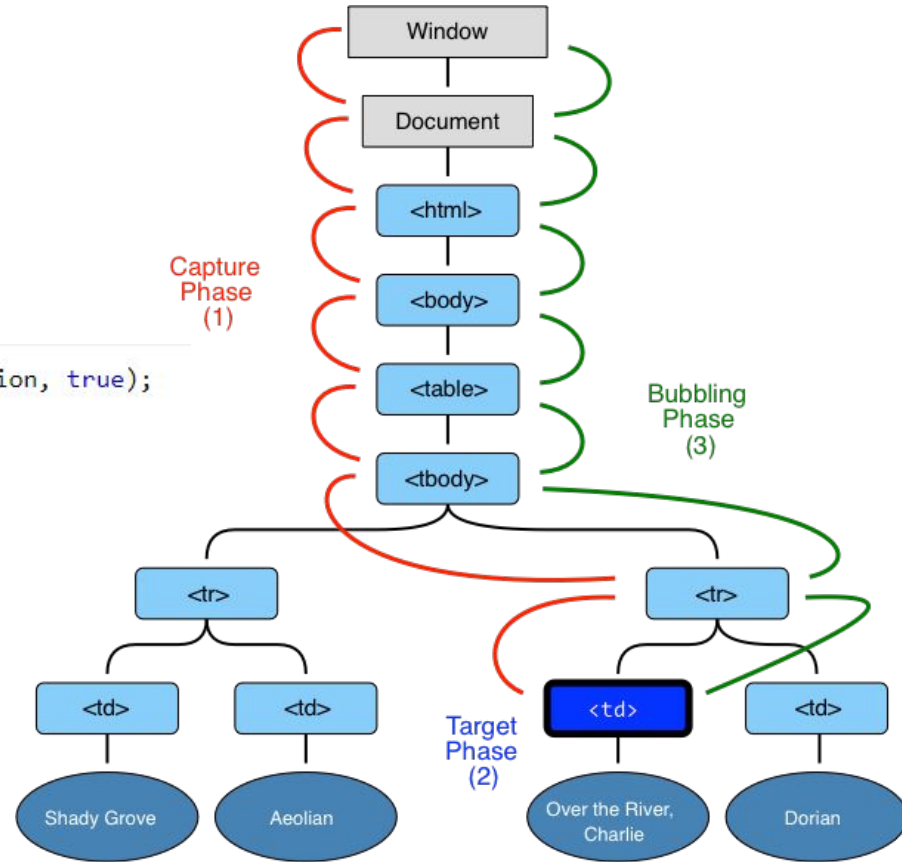 Window
Document
<html>
Capture
Phase
(1)
<body>
ion, true);
<table>
Bubbling
Phase
(3)
<tbody>
<tr>
<tr>
<td>
<td>
Target
Phase
(2)
<td>
<td>
Shady Grove
Aeolian
Over the River,
Charlie
Dorian